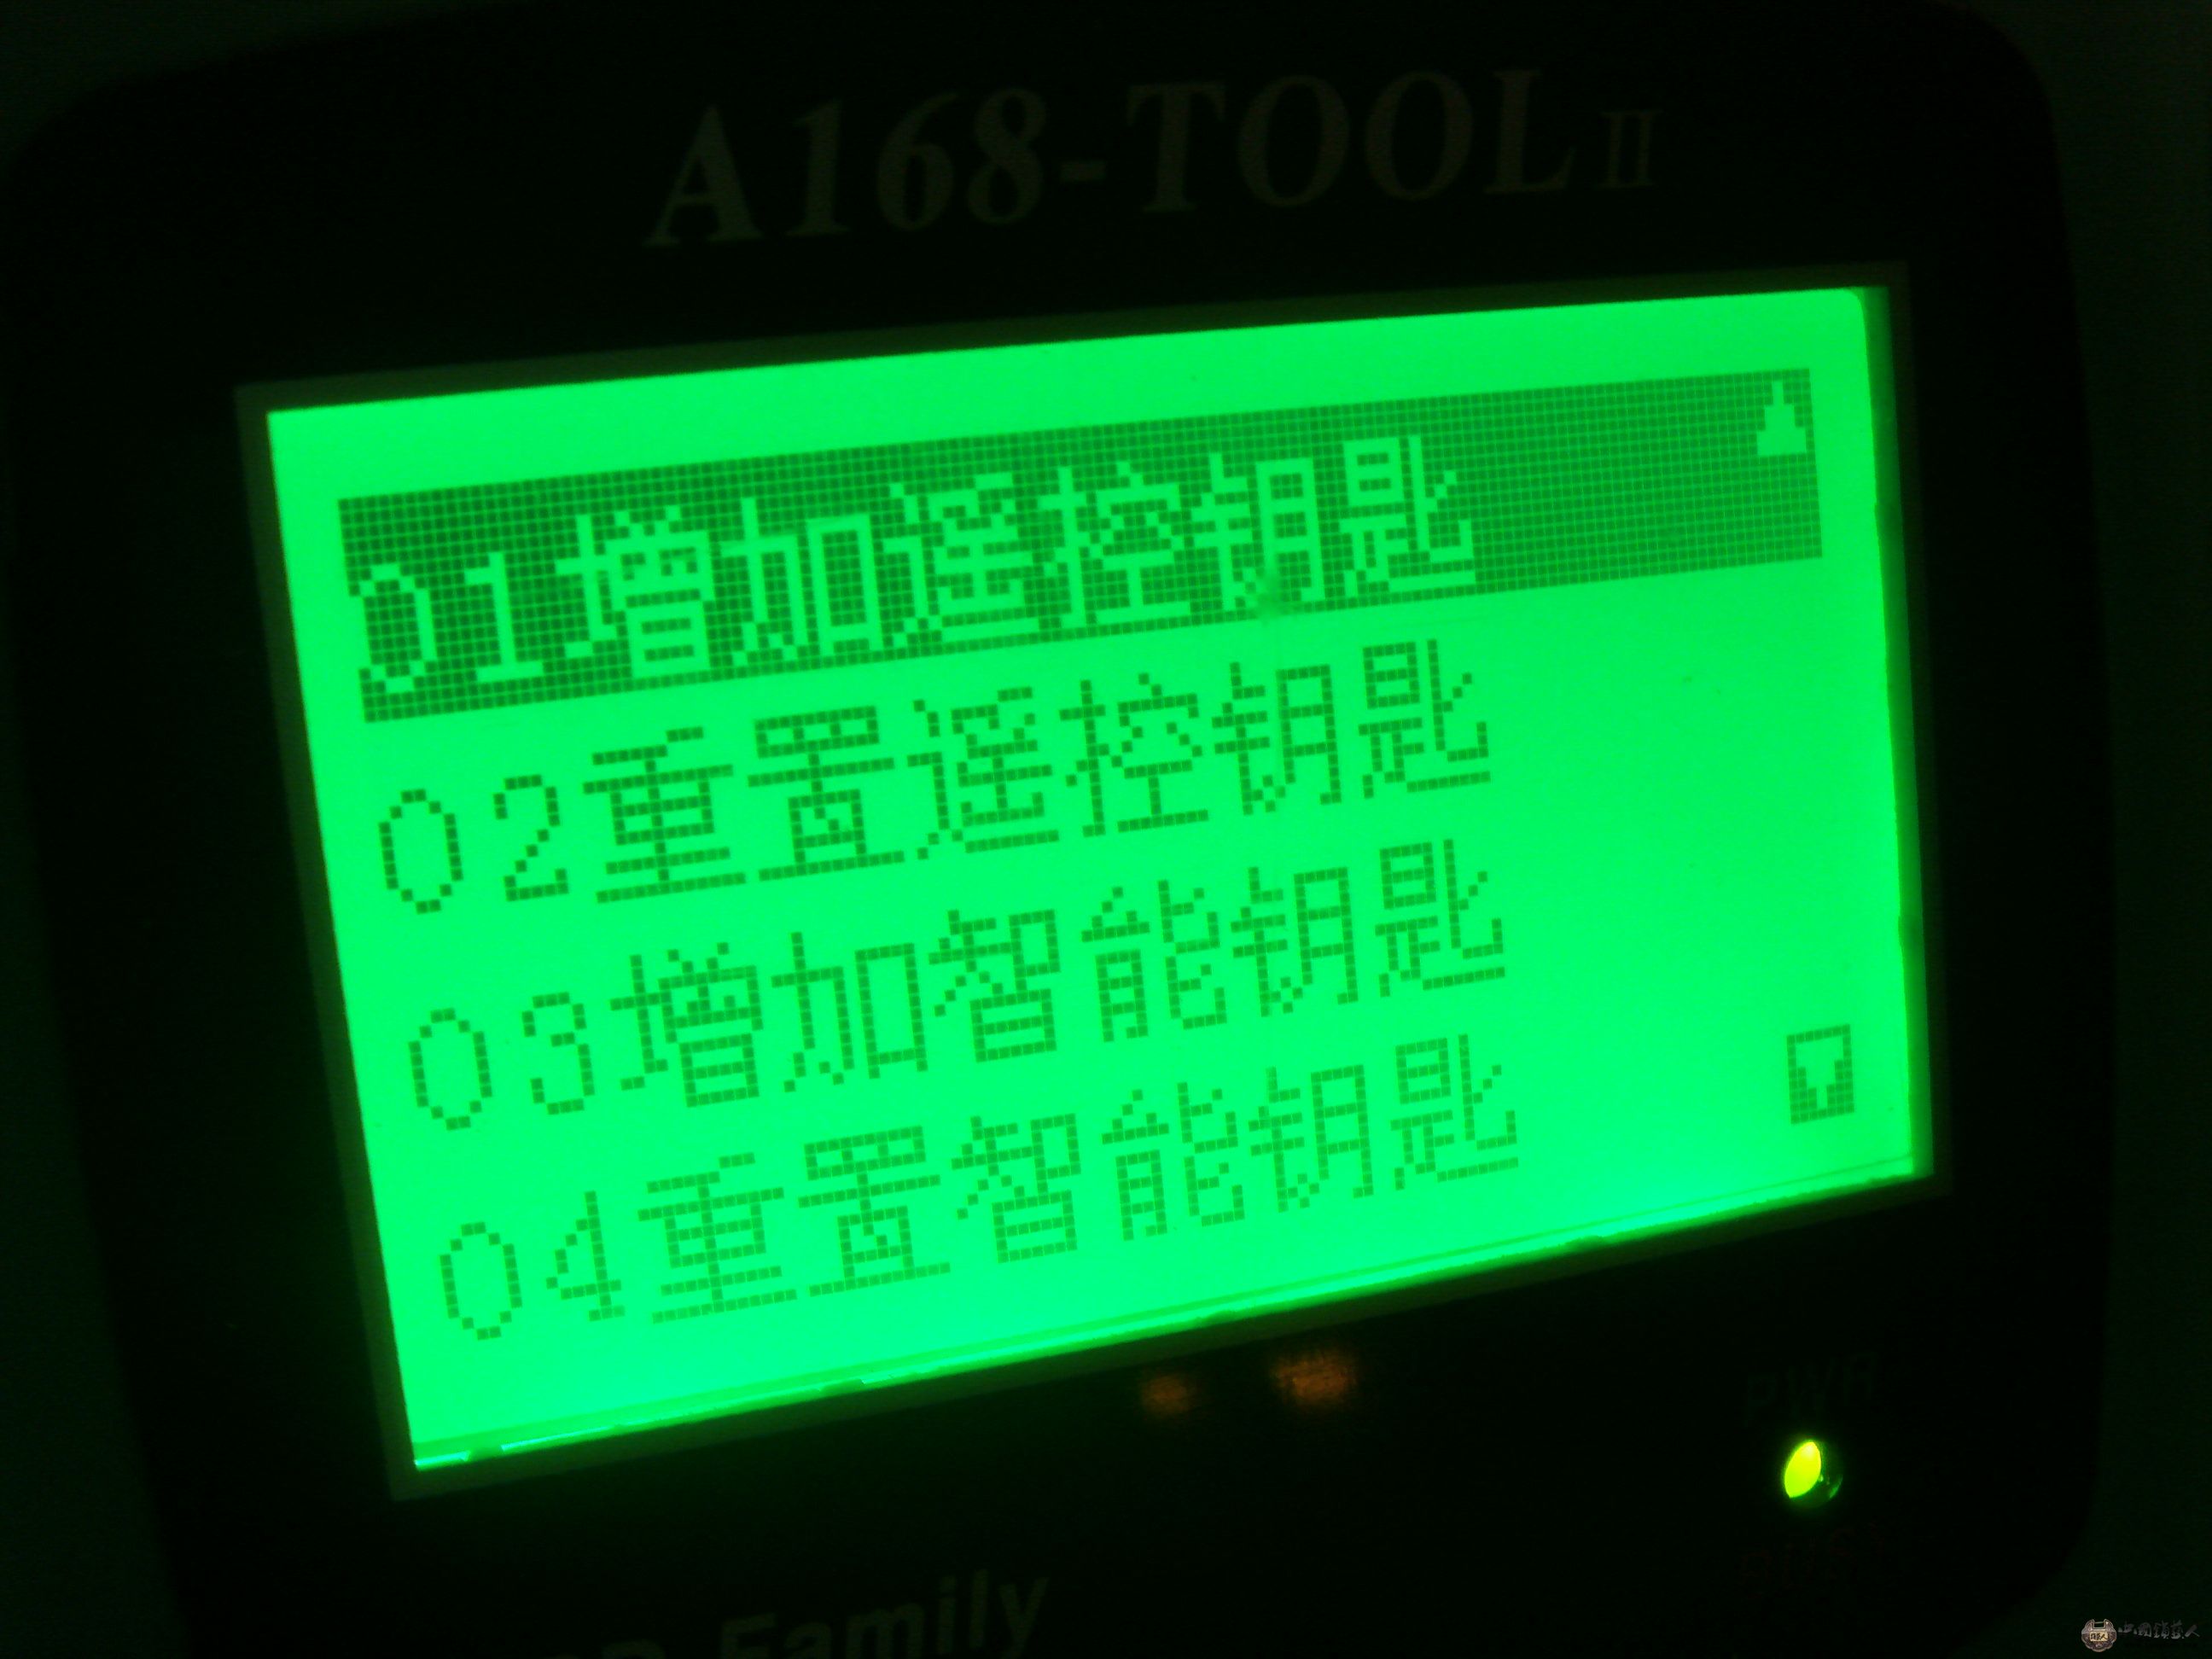 A168-TOOL II
01增加遥控钥匙
02重置遥控钥匙
03增加智能钥匙
04重置智能钥匙
PWR
Family